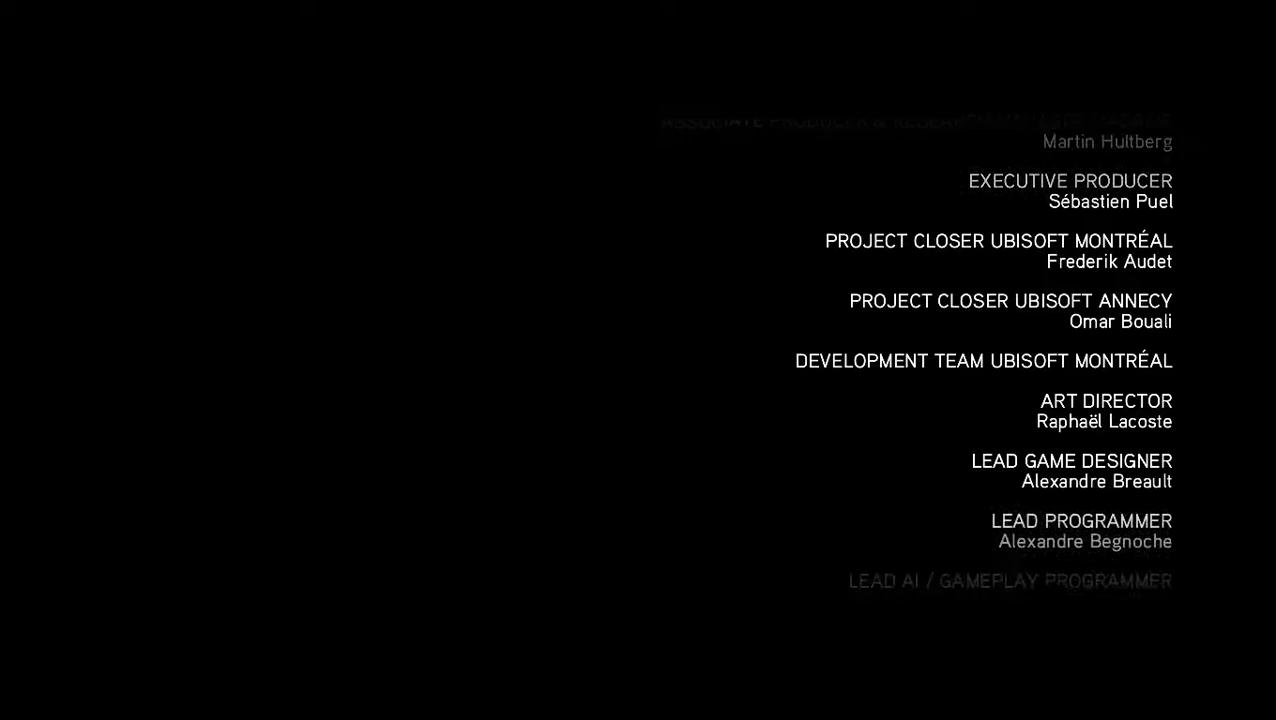 ASSOCIATE PRODUCER &
Martin Hultberg
EXECUTIVE PRODUCER
Sébastien Puel
PROJECT CLOSER UBISOFT MONTRÉAL
Frederik Audet
PROJECT CLOSER UBISOFT ANNECY
Omar Bouali
DEVELOPMENT TEAM UBISOFT MONTRÉAL
ART DIRECTOR
Raphaël Lacoste
LEAD GAME DESIGNER
Alexandre Breault
LEAD PROGRAMMER
Alexandre Begnoche
LEAD AI / GAMEPLAY PROGRAMMER